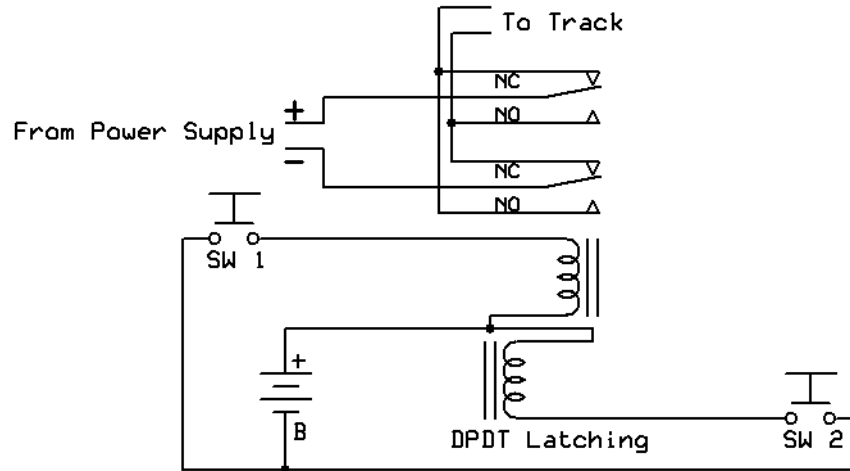 To Track
NC
+
NO
From Power Supply
NC
-
NO
SW 1
+
B
DPDT Latching
SW 2